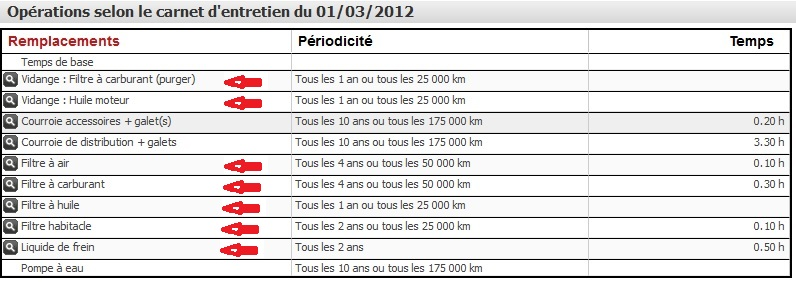 Opérations selon le carnet d'entretien du 01/03/2012
Remplacements Périodicité Temps
Temps de base
Vidange : Filtre à carburant (purger) Tous les 1 an ou tous les 25 000 km
Vidange : Huile moteur Tous les 1 an ou tous les 25 000 km
Courroie accessoires + galet(s) Tous les 10 ans ou tous les 175 000 km 0.20 h
Courroie de distribution + galets Tous les 10 ans ou tous les 175 000 km 3.30 h
Filtre à air Tous les 4 ans ou tous les 50 000 km 0.10 h
Filtre à carburant Tous les 4 ans ou tous les 50 000 km 0.30 h
Filtre à huile Tous les 1 an ou tous les 25 000 km
Filtre habitacle Tous les 2 ans ou tous les 25 000 km 0.10 h
Liquide de frein Tous les 2 ans 0.50 h
Pompe à eau Tous les 10 ans ou tous les 175 000 km